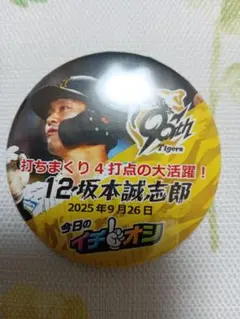 90th
Tigers
打ちまくり4打点の大活躍!
12 坂本誠志郎
2025年9月26日
今日の
イチオシ